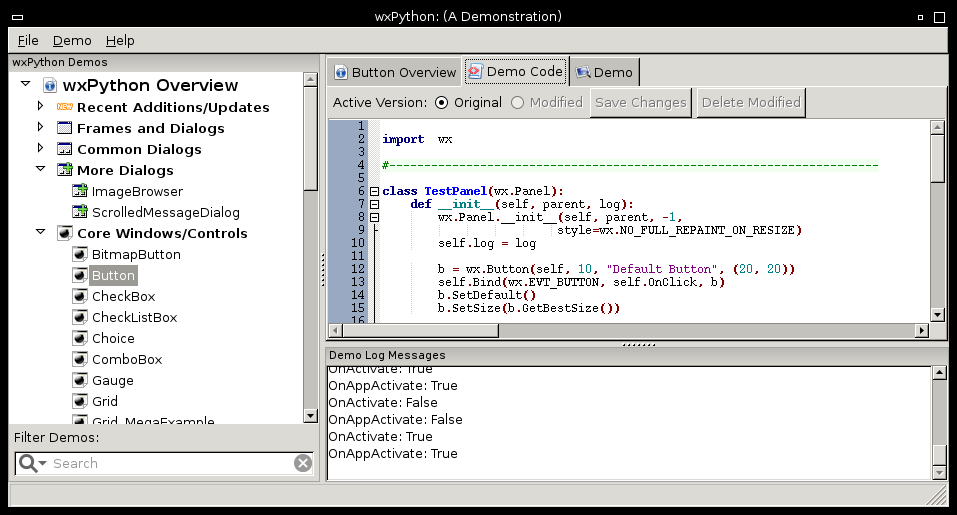 wxPython: (A Demonstration)
File Demo Help
wxPython Demos
wxPython Overview
NEW Recent Additions/Updates
Frames and Dialogs
Common Dialogs
More Dialogs
ImageBrowser
ScrolledMessageDialog
Core Windows/Controls
BitmapButton
Button
CheckBox
CheckListBox
Choice
ComboBox
Gauge
Grid
Grid_MegaExample
Filter Demos:
Search
Button Overview Demo Code Demo
Active Version: Original Modified Save Changes Delete Modified
1
2 import wx
3
4 #----------------------------------------------------------------------
5
6 class TestPanel(wx.Panel):
7 def __init__(self, parent, log):
8 wx.Panel.__init__(self, parent, -1,
9 style=wx.NO_FULL_REPAINT_ON_RESIZE)
10 self.log = log
11
12 b = wx.Button(self, 10, "Default Button", (20, 20))
13 self.Bind(wx.EVT_BUTTON, self.OnClick, b)
14 b.SetDefault()
15 b.SetSize(b.GetBestSize())
16
Demo Log Messages
OnActivate: True
OnAppActivate: True
OnActivate: False
OnAppActivate: False
OnActivate: True
OnAppActivate: True